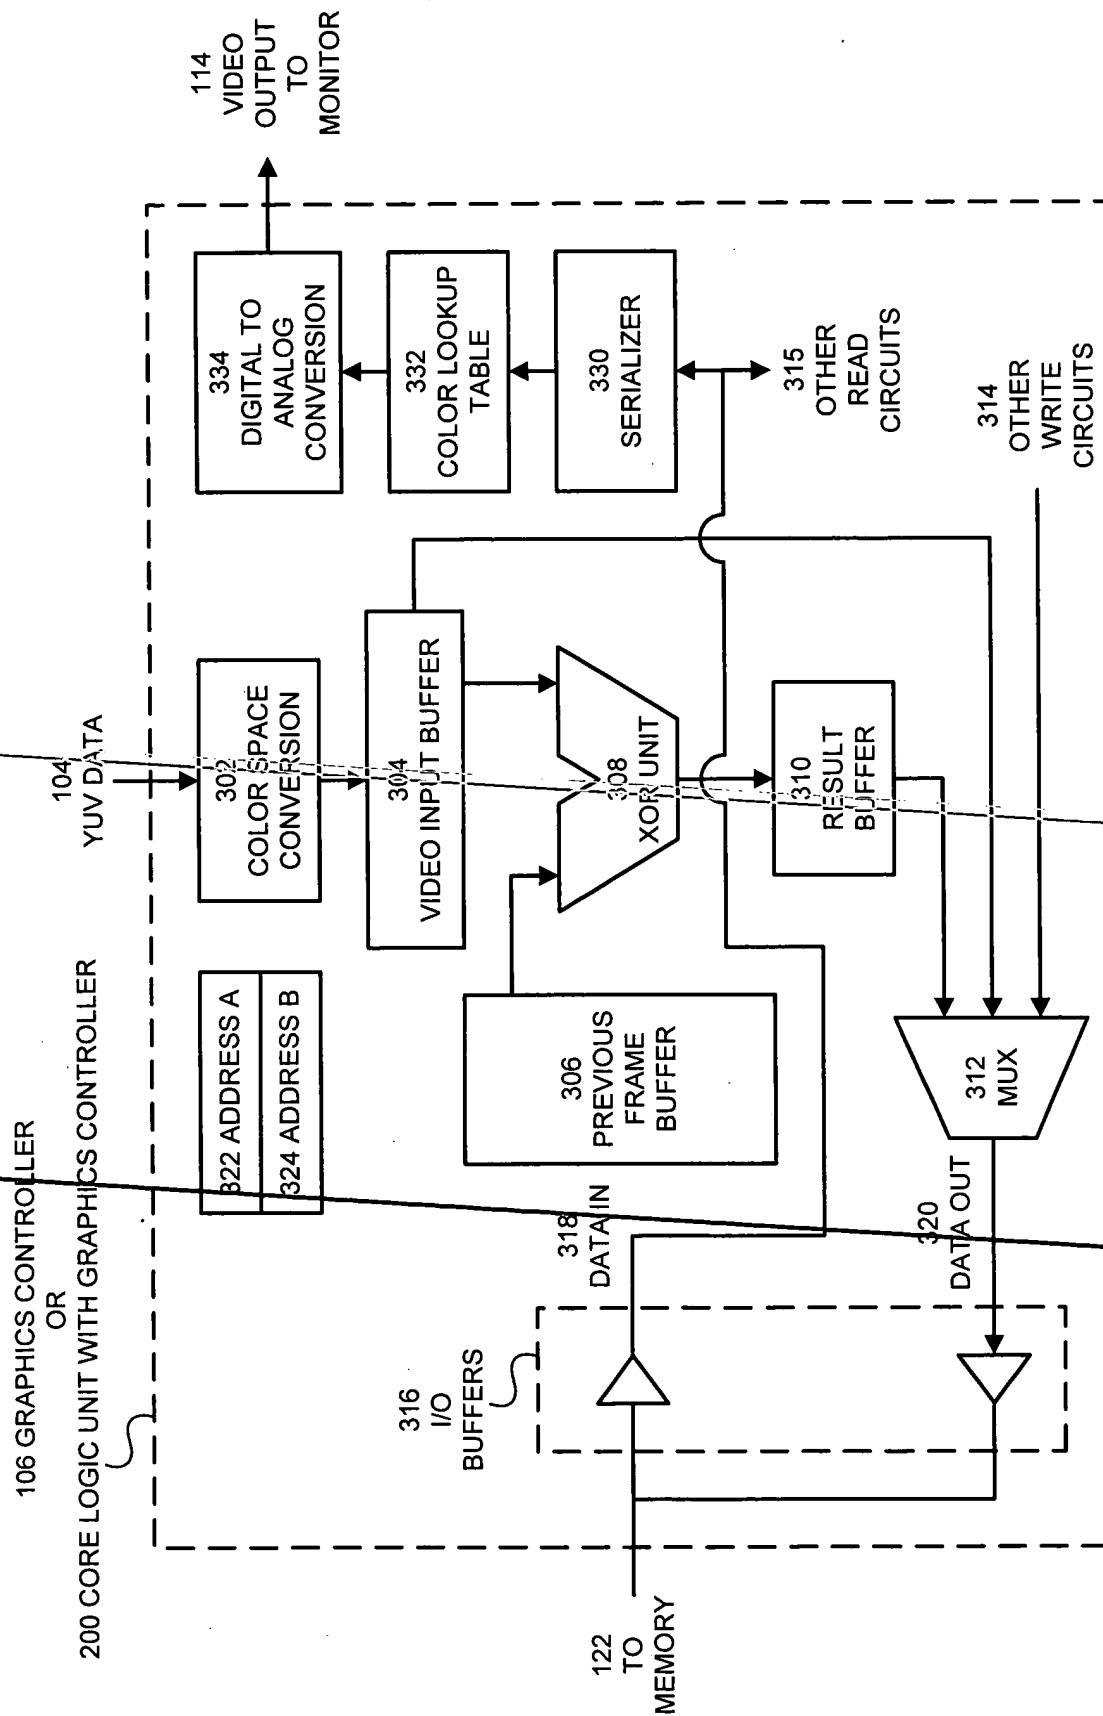 106 GRAPHICS CONTROLLER
OR
200 CORE LOGIC UNIT WITH GRAPHICS CONTROLLER
104
YUV DATA
114
VIDEO
OUTPUT
TO
MONITOR
322 ADDRESS A
324 ADDRESS B
302
COLOR SPACE
CONVERSION
334
DIGITAL TO
ANALOG
CONVERSION
304
VIDEO INPUT BUFFER
332
COLOR LOOKUP
TABLE
306
PREVIOUS
FRAME
BUFFER
308
XOR UNIT
330
SERIALIZER
316
I/O
BUFFERS
318
DATA IN
310
RESULT
BUFFER
315
OTHER
READ
CIRCUITS
122
TO
MEMORY
320
DATA OUT
312
MUX
314
OTHER
WRITE
CIRCUITS